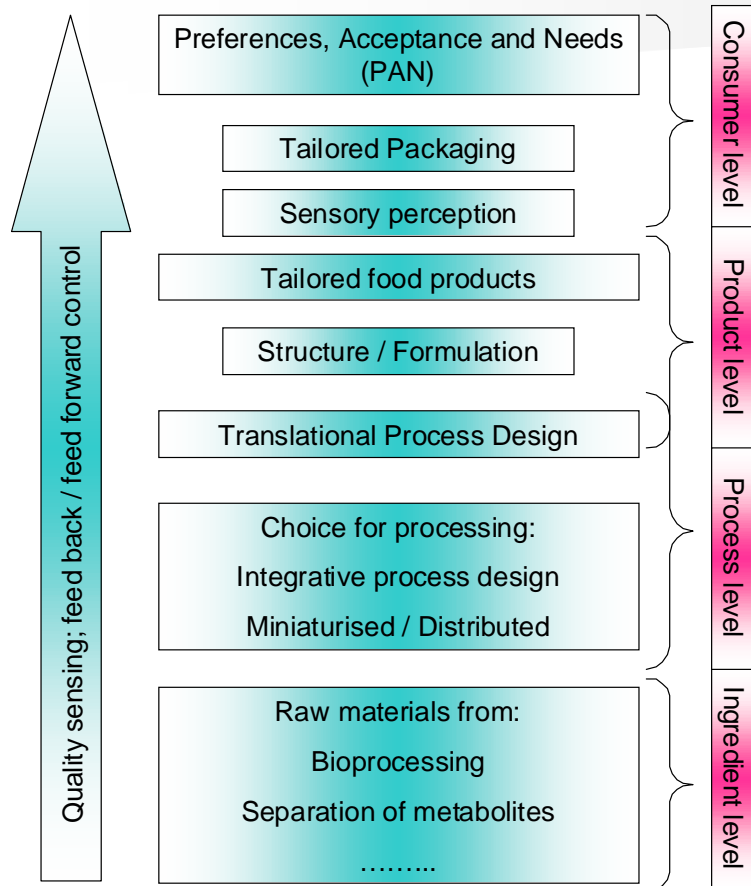 Preferences, Acceptance and Needs
(PAN)
Tailored Packaging
Sensory perception
Tailored food products
Structure / Formulation
Translational Process Design
Choice for processing:
Integrative process design
Miniaturised / Distributed
Raw materials from:
Bioprocessing
Separation of metabolites
……...
Quality sensing; feed back / feed forward control
Consumer level
Product level
Process level
Ingredient level